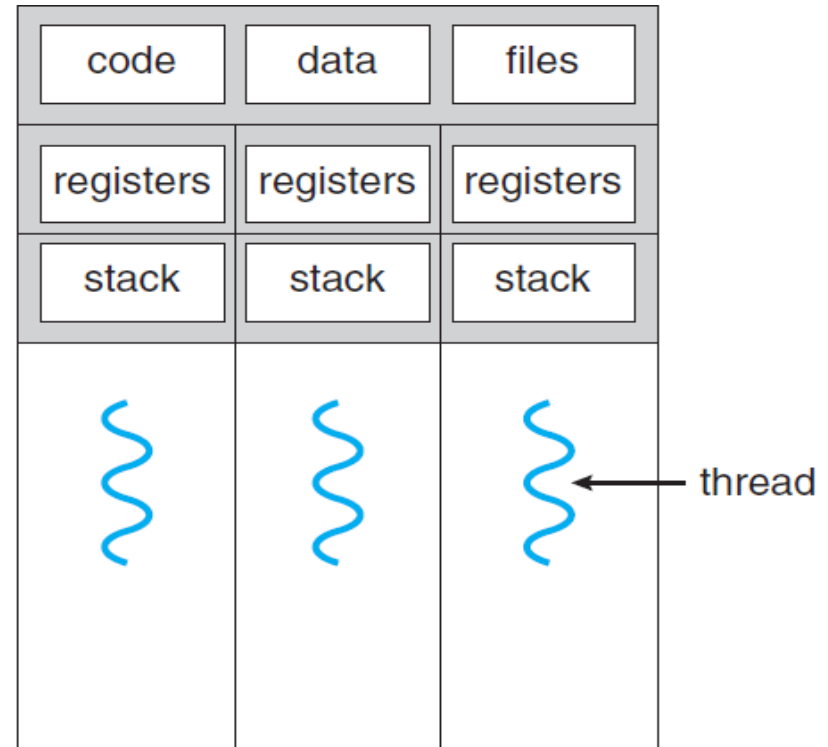 code data files
registers registers registers
stack stack stack
thread